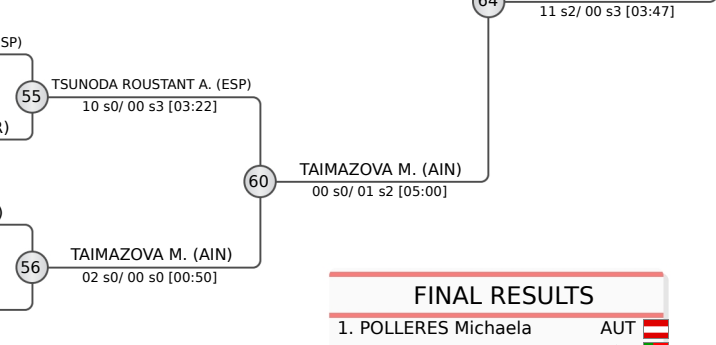 64
11 s2/ 00 s3 [03:47]
SP)
TSUNODA ROUSTANT A. (ESP)
55
10 s0/ 00 s3 [03:22]
R)
TAIMAZOVA M. (AIN)
60
00 s0/ 01 s2 [05:00]
)
TAIMAZOVA M. (AIN)
56
02 s0/ 00 s0 [00:50]
FINAL RESULTS
1. POLLERES Michaela AUT